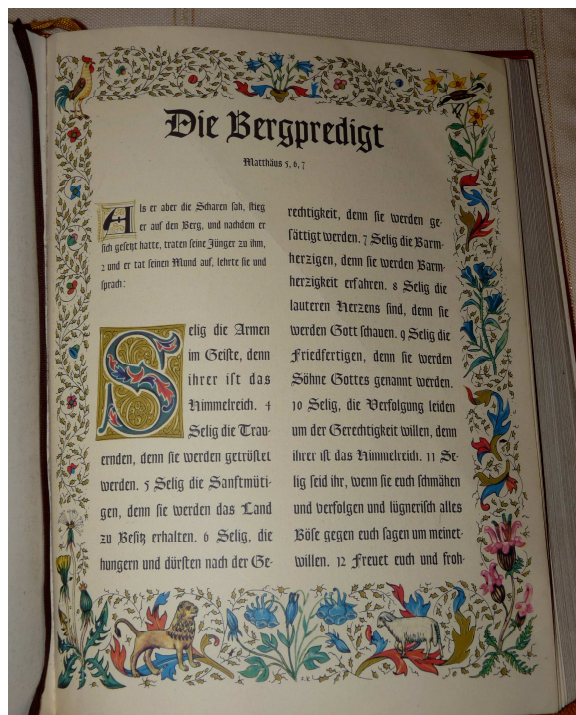 Die Bergpredigt
Matthäus 5, 6, 7
Als er aber die Scharen sah, stieg
er auf den Berg, und nachdem er
sich gesetzt hatte, traten seine Jünger zu ihm,
2 und er tat seinen Mund auf, lehrte sie und
sprach:
Selig die Armen
im Geiste, denn
ihrer ist das
Himmelreich. 4
Selig die Trau-
ernden, denn sie werden getröstet
werden. 5 Selig die Sanftmüti-
gen, denn sie werden das Land
zu Besitz erhalten. 6 Selig, die
hungern und dürsten nach der Ge-
rechtigkeit, denn sie werden ge-
sättigt werden. 7 Selig die Barm-
herzigen, denn sie werden Barm-
herzigkeit erfahren. 8 Selig die
lauteren Herzens sind, denn sie
werden Gott schauen. 9 Selig die
Friedfertigen, denn sie werden
Söhne Gottes genannt werden.
10 Selig, die Verfolgung leiden
um der Gerechtigkeit willen, denn
ihrer ist das Himmelreich. 11 Se-
lig seid ihr, wenn sie euch schmähen
und verfolgen und lügnerisch alles
Böse gegen euch sagen um meinet-
willen. 12 Freuet euch und froh-